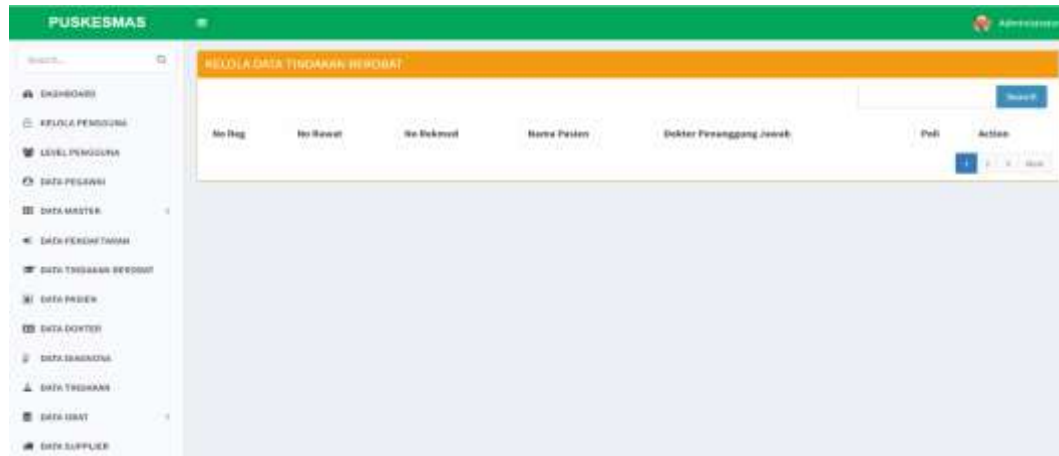 PUSKESMAS
Administrator
Search...
KELOLA DATA TINDAKAN BEROBAT
Search
DASHBOARD
KELOLA PENGGUNA
LEVEL PENGGUNA
DATA PEGAWAI
DATA MASTER
DATA PENDAFTARAN
DATA TINDAKAN BEROBAT
DATA PASIEN
DATA DOKTER
DATA DIAGNOSA
DATA TINDAKAN
DATA OBAT
DATA SUPPLIER
No Reg No Rawat No Rekmed Nama Pasien Dokter Penanggung Jawab Poli Action
1 2 3 Next